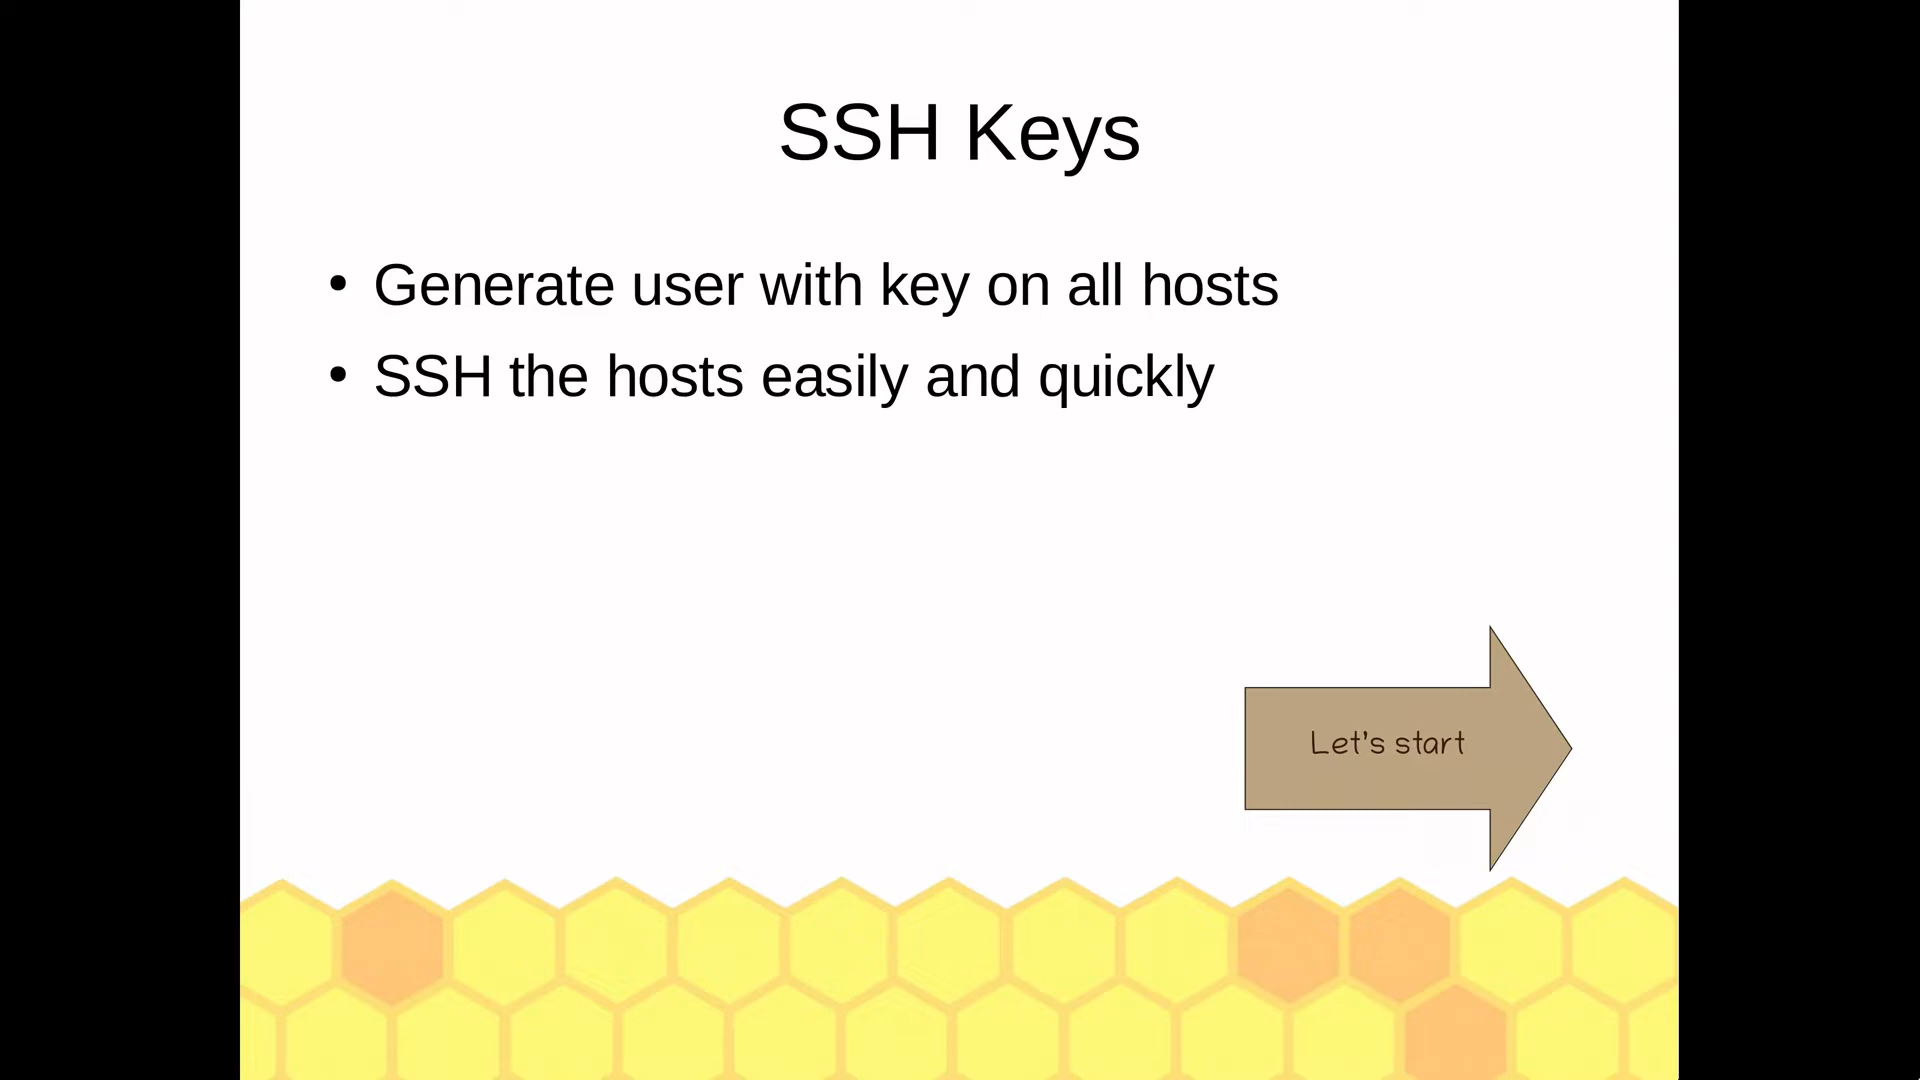 SSH Keys
• Generate user with key on all hosts
• SSH the hosts easily and quickly
Let's start